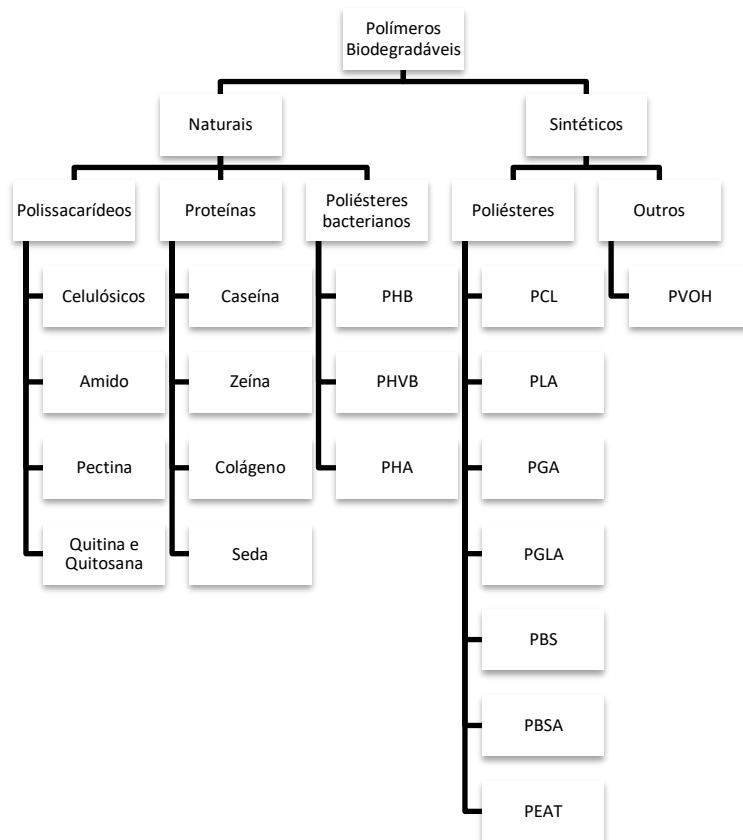 Polímeros
Biodegradáveis
Naturais
Sintéticos
Polissacarídeos
Proteínas
Poliésteres
bacterianos
Poliésteres
Outros
Celulósicos
Caseína
PHB
PCL
PVOH
Amido
Zeína
PHVB
PLA
Pectina
Colágeno
PHA
PGA
Quitina e
Quitosana
Seda
PGLA
PBS
PBSA
PEAT